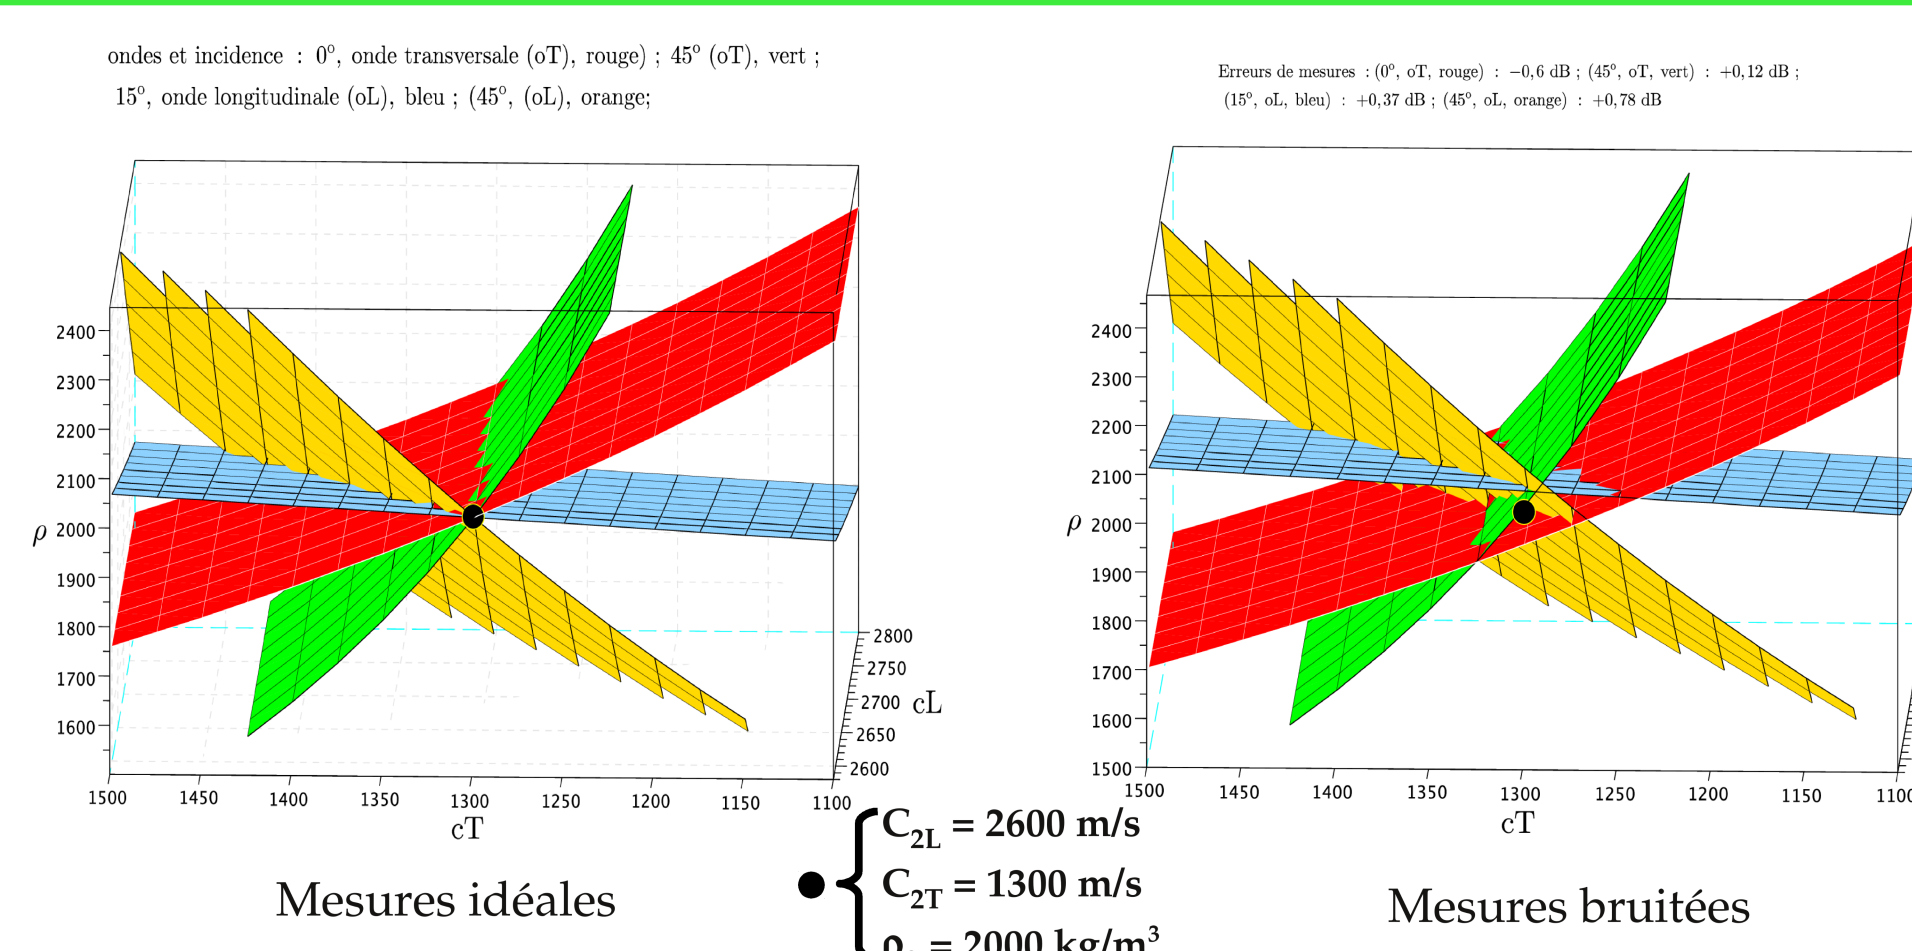 ondes et incidence : 0°, onde transversale (oT), rouge) ; 45° (oT), vert ;
15°, onde longitudinale (oL), bleu ; (45°, (oL), orange;
Erreurs de mesures : (0°, oT, rouge) : −0,6 dB ; (45°, oT, vert) : +0,12 dB ;
(15°, oL, bleu) : +0,37 dB ; (45°, oL, orange) : +0,78 dB
2400
2300
2200
2100
2000
1900
1800
1700
1600
ρ
1500 1450 1400 1350 1300 1250 1200 1150 1100
cT
2800
2750
2700
2650
2600
cL
2400
2300
2200
2100
2000
1900
1800
1700
1600
1500
ρ
1500 1450 1400 1350 1300 1250 1200 1150 1100
cT
C2L = 2600 m/s
C2T = 1300 m/s
= 2000 kg/m³
Mesures idéales
Mesures bruitées